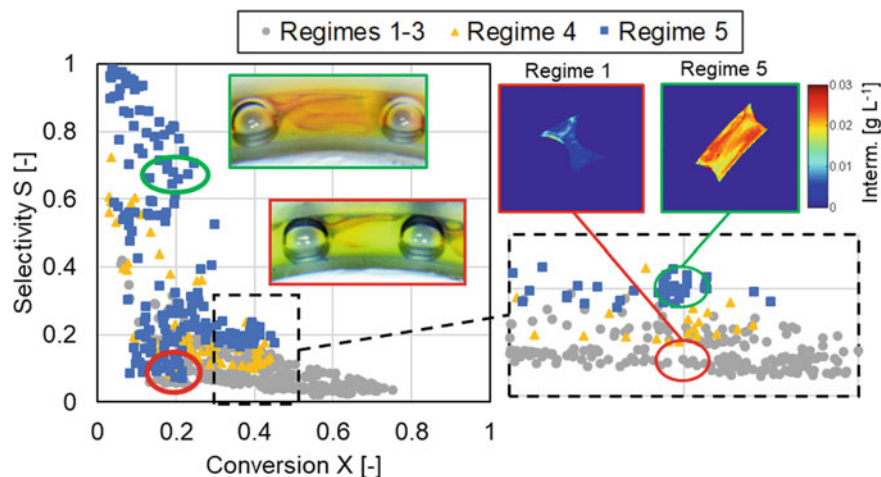 Regimes 1-3 Regime 4 Regime 5
Regime 1 Regime 5
1
0.8
0.6
0.4
0.2
0
0 0.2 0.4 0.6 0.8 1
Selectivity S [-]
Conversion X [-]
0.03
0.02
0.01
0
Interm. [g L-1]